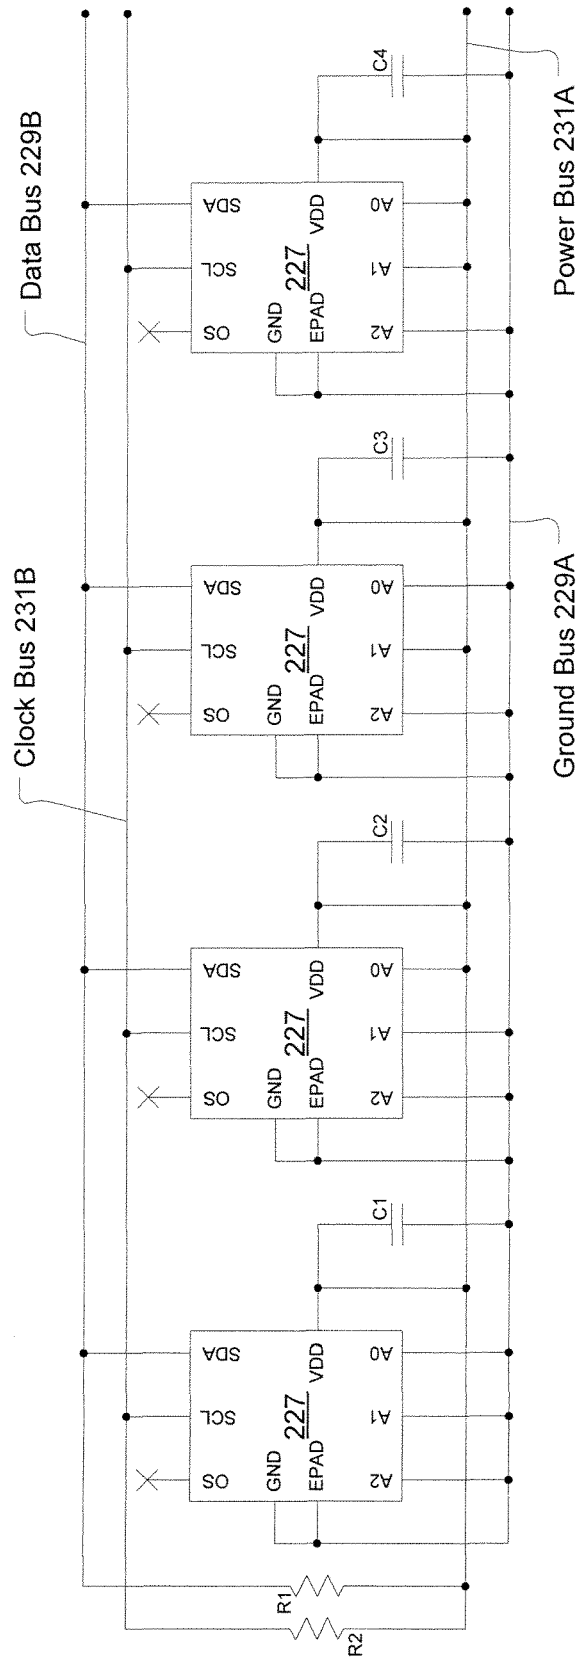 Data Bus 229B
Clock Bus 231B
Power Bus 231A
Ground Bus 229A
R1
R2
OS
SCL
SDA
GND
EPAD
227
VDD
A2
A1
A0
C1
OS
SCL
SDA
GND
EPAD
227
VDD
A2
A1
A0
C2
OS
SCL
SDA
GND
EPAD
227
VDD
A2
A1
A0
C3
OS
SCL
SDA
GND
EPAD
227
VDD
A2
A1
A0
C4